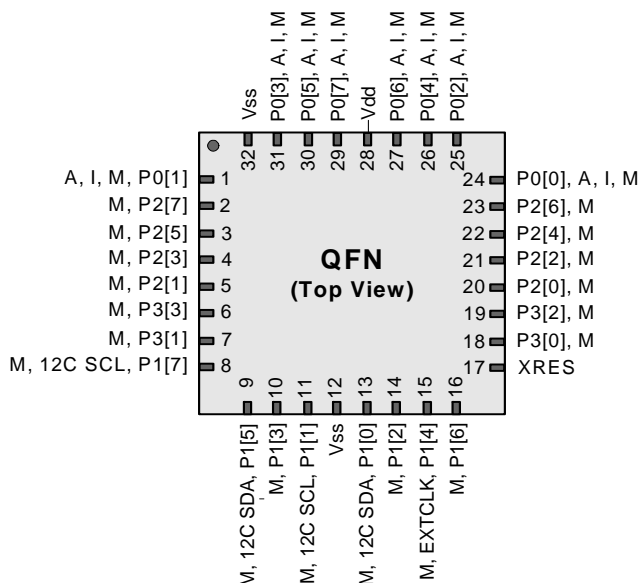 Vss
P0[3], A, I, M
P0[5], A, I, M
P0[7], A, I, M
Vdd
P0[6], A, I, M
P0[4], A, I, M
P0[2], A, I, M
32
31
30
29
28
27
26
25
A, I, M, P0[1] 1
M, P2[7] 2
M, P2[5] 3
M, P2[3] 4
M, P2[1] 5
M, P3[3] 6
M, P3[1] 7
M, 12C SCL, P1[7] 8
QFN
(Top View)
24 P0[0], A, I, M
23 P2[6], M
22 P2[4], M
21 P2[2], M
20 P2[0], M
19 P3[2], M
18 P3[0], M
17 XRES
9
10
11
12
13
14
15
16
M, 12C SDA, P1[5]
M, P1[3]
M, 12C SCL, P1[1]
Vss
M, 12C SDA, P1[0]
M, P1[2]
M, EXTCLK, P1[4]
M, P1[6]